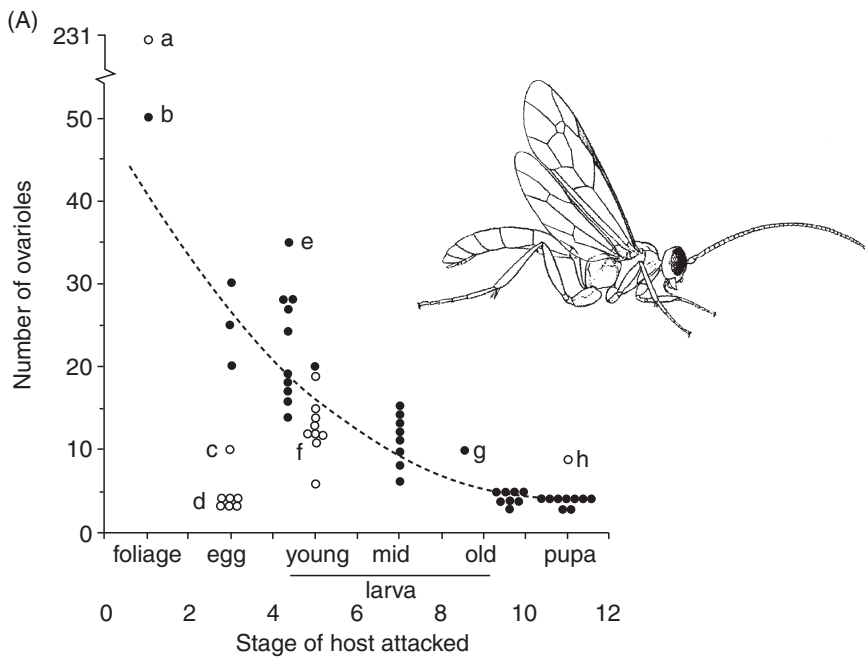 (A)
231
a
b
50
40
e
30
20
c
10
f
g
h
d
0
foliage egg young mid old pupa
larva
0 2 4 6 8 10 12
Stage of host attacked
Number of ovarioles